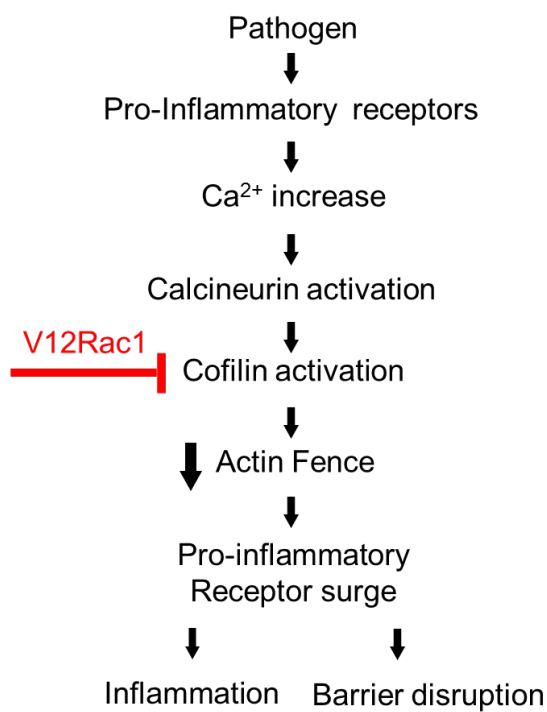 Pathogen
Pro-Inflammatory receptors
Ca²⁺ increase
Calcineurin activation
V12Rac1
Cofilin activation
Actin Fence
Pro-inflammatory
Receptor surge
Inflammation
Barrier disruption